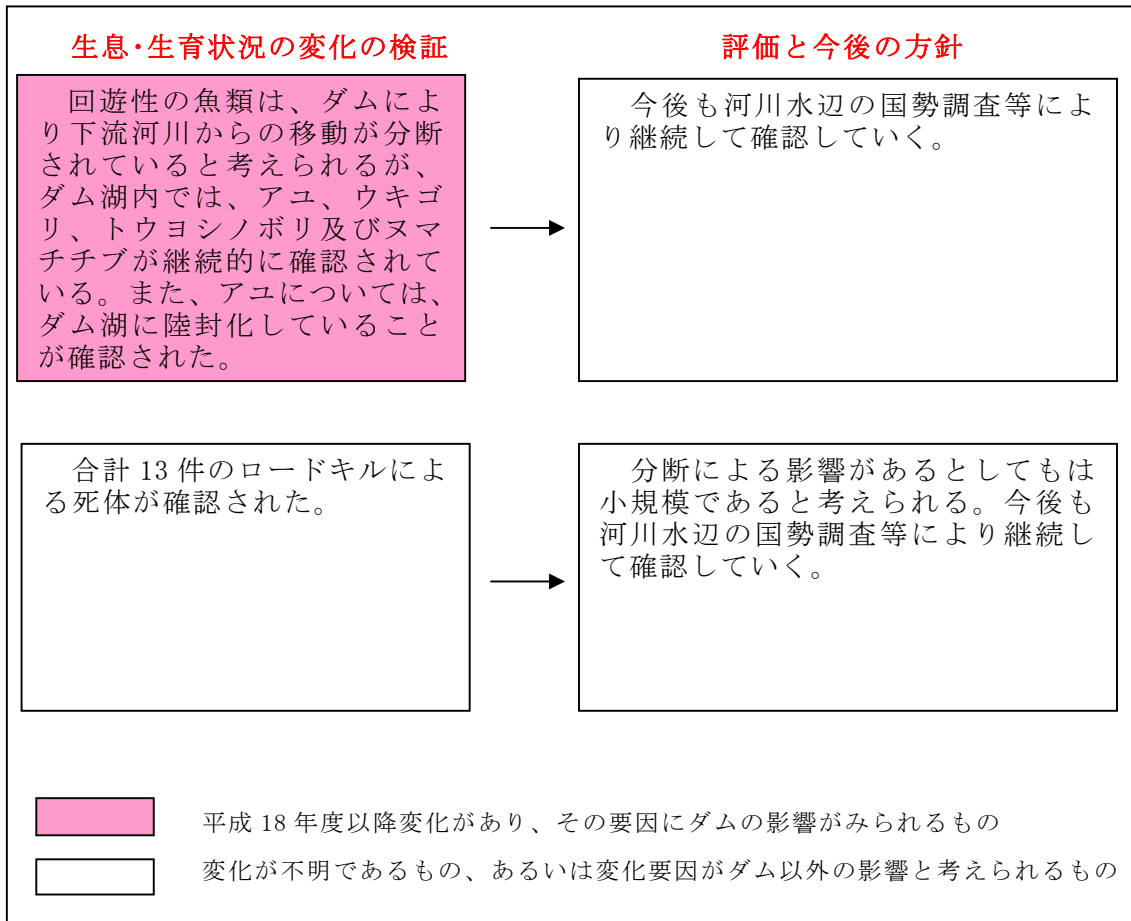 生息・生育状況の変化の検証
評価と今後の方針
回遊性の魚類は、ダムによ
り下流河川からの移動が分断
されていると考えられるが、
ダム湖内では、アユ、ウキゴ
リ、トウヨシノボリ及びヌマ
チチブが継続的に確認されて
いる。また、アユについては、
ダム湖に陸封化していること
が確認された。
今後も河川水辺の国勢調査等によ
り継続して確認していく。
合計 13 件のロードキルによ
る死体が確認された。
分断による影響があるとしてもは
小規模であると考えられる。今後も
河川水辺の国勢調査等により継続し
て確認していく。
平成 18 年度以降変化があり、その要因にダムの影響がみられるもの
変化が不明であるもの、あるいは変化要因がダム以外の影響と考えられるもの